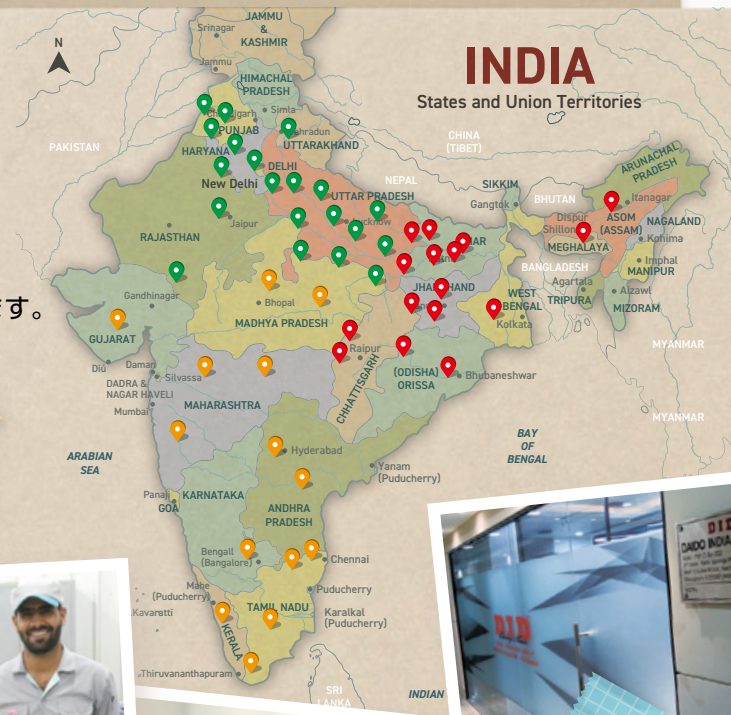 INDIA
States and Union Territories
N
JAMMU
&
KASHMIR
Srinagar
Jammu
HIMACHAL
PRADESH
Simla
PUNJAB
UTTARAKHAND
HARYANA
DELHI
New Delhi
PAKISTAN
CHINA
(TIBET)
NEPAL
UTTAR PRADESH
SIKKIM
Gangtok
BHUTAN
ARUNACHAL
PRADESH
Itanagar
Dispur
ASOM
(ASSAM)
NAGALAND
Shillon
MEGHALAYA
Kohima
Imphal
MANIPUR
BANGLADESH
Agartala
TRIPURA
Aizawl
MIZORAM
RAJASTHAN
Jaipur
す。
Gandhinagar
GUJARAT
Bhopal
MADHYA PRADESH
WEST
BENGAL
Kolkata
MYANMAR
Raipur
CHHATTISGARH
(ODISHA)
ORISSA
Bhubaneshwar
Diu
Daman
Silvassa
DADRA &
NAGAR HAVELI
Mumbai
MAHARASHTRA
MYANMAR
ARABIAN
SEA
BAY
OF
BENGAL
Hyderabad
Yanam
(Puducherry)
Panaji
GOA
KARNATAKA
ANDHRA
PRADESH
Bengall
(Bangalore)
Chennai
Mahe
(Puducherry)
Puducherry
Kavaratti
TAMIL NADU
Karalkal
(Puducherry)
KERALA
Thiruvananthapuram
SRI
LANKA
INDIAN
DID
DAIDO INDIA
DID